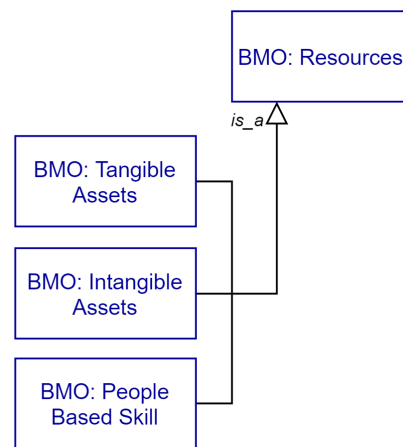 BMO: Resources
is_a
BMO: Tangible
Assets
BMO: Intangible
Assets
BMO: People
Based Skill